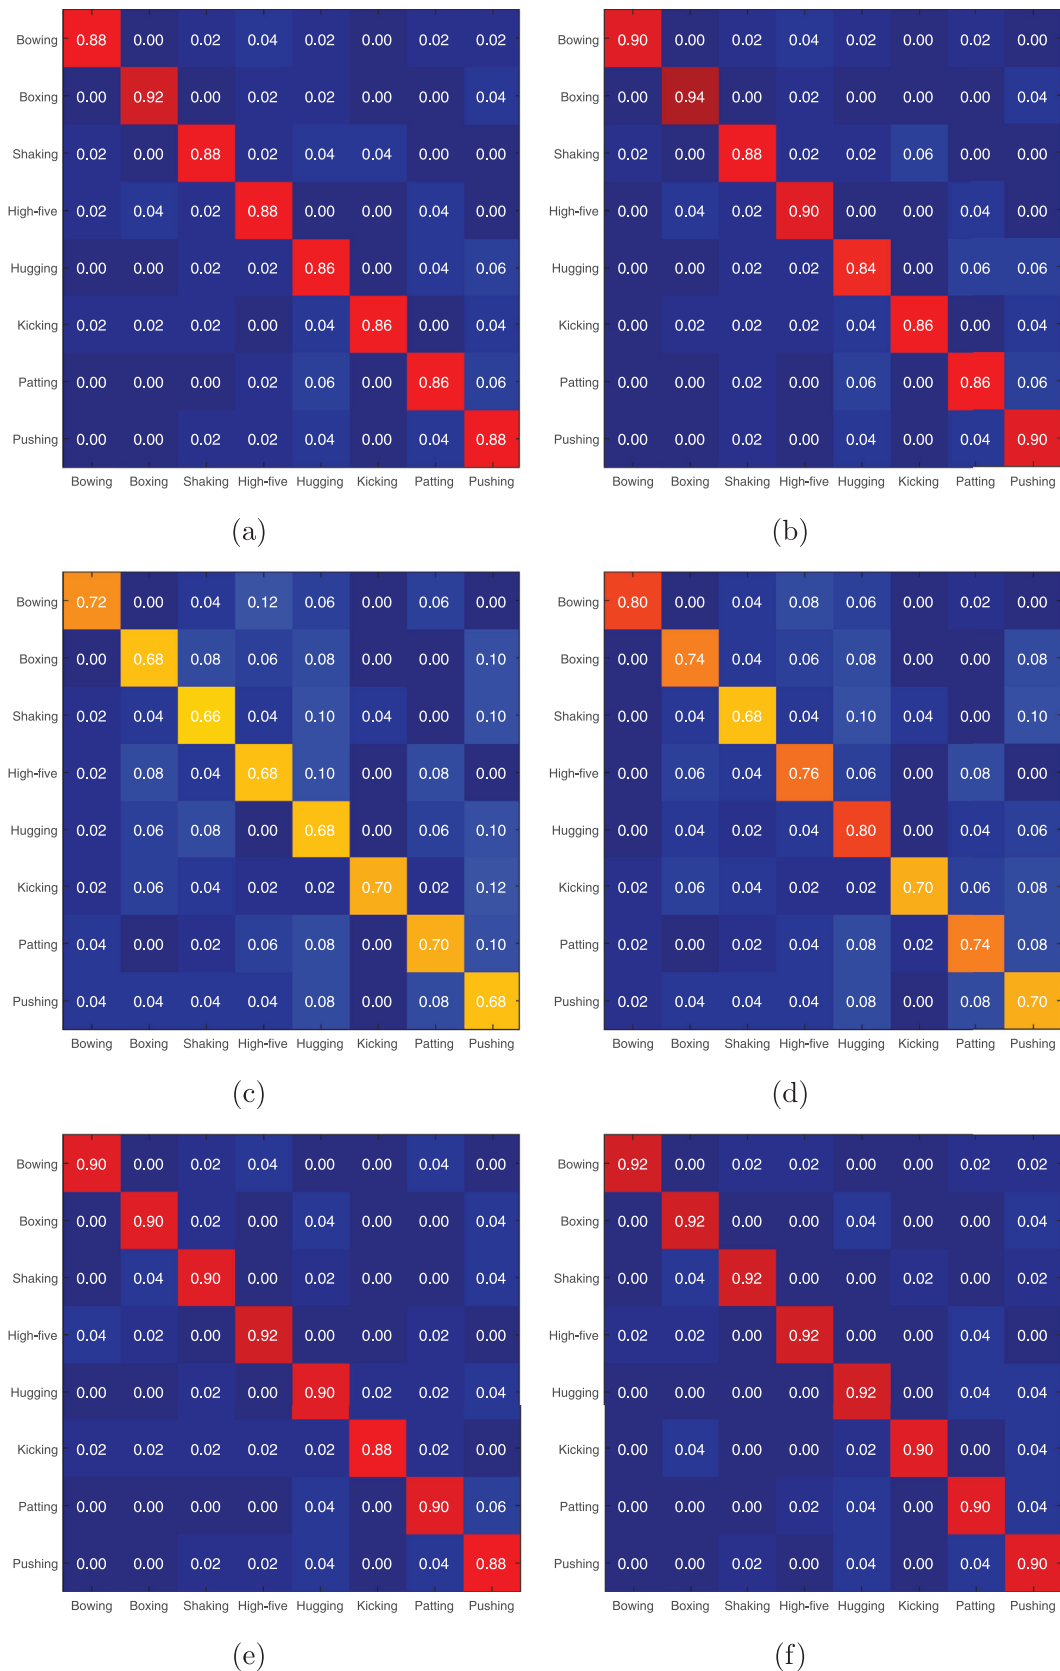 Bowing 0.88 0.00 0.02 0.04 0.02 0.00 0.02 0.02
Boxing 0.00 0.92 0.00 0.02 0.02 0.00 0.00 0.04
Shaking 0.02 0.00 0.88 0.02 0.04 0.04 0.00 0.00
High-five 0.02 0.04 0.02 0.88 0.00 0.00 0.04 0.00
Hugging 0.00 0.00 0.02 0.02 0.86 0.00 0.04 0.06
Kicking 0.02 0.02 0.02 0.00 0.04 0.86 0.00 0.04
Patting 0.00 0.00 0.00 0.02 0.06 0.00 0.86 0.06
Pushing 0.00 0.00 0.02 0.02 0.04 0.00 0.04 0.88
Bowing Boxing Shaking High-five Hugging Kicking Patting Pushing
(a)
Bowing 0.90 0.00 0.02 0.04 0.02 0.00 0.02 0.00
Boxing 0.00 0.94 0.00 0.02 0.00 0.00 0.00 0.04
Shaking 0.02 0.00 0.88 0.02 0.02 0.06 0.00 0.00
High-five 0.00 0.04 0.02 0.90 0.00 0.00 0.04 0.00
Hugging 0.00 0.00 0.02 0.02 0.84 0.00 0.06 0.06
Kicking 0.00 0.02 0.02 0.02 0.04 0.86 0.00 0.04
Patting 0.00 0.00 0.00 0.02 0.06 0.00 0.86 0.06
Pushing 0.00 0.00 0.02 0.00 0.04 0.00 0.04 0.90
Bowing Boxing Shaking High-five Hugging Kicking Patting Pushing
(b)
Bowing 0.72 0.00 0.04 0.12 0.06 0.00 0.06 0.00
Boxing 0.00 0.68 0.08 0.06 0.08 0.00 0.00 0.10
Shaking 0.02 0.04 0.66 0.04 0.10 0.04 0.00 0.10
High-five 0.02 0.08 0.04 0.68 0.10 0.00 0.08 0.00
Hugging 0.02 0.06 0.08 0.00 0.68 0.00 0.06 0.10
Kicking 0.02 0.06 0.04 0.02 0.02 0.70 0.02 0.12
Patting 0.04 0.00 0.02 0.06 0.08 0.00 0.70 0.10
Pushing 0.04 0.04 0.04 0.04 0.08 0.00 0.08 0.68
Bowing Boxing Shaking High-five Hugging Kicking Patting Pushing
(c)
Bowing 0.80 0.00 0.04 0.08 0.06 0.00 0.02 0.00
Boxing 0.00 0.74 0.04 0.06 0.08 0.00 0.00 0.08
Shaking 0.00 0.04 0.68 0.04 0.10 0.04 0.00 0.10
High-five 0.00 0.06 0.04 0.76 0.06 0.00 0.08 0.00
Hugging 0.00 0.04 0.02 0.04 0.80 0.00 0.04 0.06
Kicking 0.02 0.06 0.04 0.02 0.02 0.70 0.06 0.08
Patting 0.02 0.00 0.02 0.04 0.08 0.02 0.74 0.08
Pushing 0.02 0.04 0.04 0.04 0.08 0.00 0.08 0.70
Bowing Boxing Shaking High-five Hugging Kicking Patting Pushing
(d)
Bowing 0.90 0.00 0.02 0.04 0.00 0.00 0.04 0.00
Boxing 0.00 0.90 0.02 0.00 0.04 0.00 0.00 0.04
Shaking 0.00 0.04 0.90 0.00 0.02 0.00 0.00 0.04
High-five 0.04 0.02 0.00 0.92 0.00 0.00 0.02 0.00
Hugging 0.00 0.00 0.02 0.00 0.90 0.02 0.02 0.04
Kicking 0.02 0.02 0.02 0.02 0.02 0.88 0.02 0.00
Patting 0.00 0.00 0.00 0.00 0.04 0.00 0.90 0.06
Pushing 0.00 0.00 0.02 0.02 0.04 0.00 0.04 0.88
Bowing Boxing Shaking High-five Hugging Kicking Patting Pushing
(e)
Bowing 0.92 0.00 0.02 0.02 0.00 0.00 0.02 0.02
Boxing 0.00 0.92 0.00 0.00 0.04 0.00 0.00 0.04
Shaking 0.00 0.04 0.92 0.00 0.00 0.02 0.00 0.02
High-five 0.02 0.02 0.00 0.92 0.00 0.00 0.04 0.00
Hugging 0.00 0.00 0.00 0.00 0.92 0.00 0.04 0.04
Kicking 0.00 0.04 0.00 0.00 0.02 0.90 0.00 0.04
Patting 0.00 0.00 0.00 0.02 0.04 0.00 0.90 0.04
Pushing 0.00 0.00 0.02 0.00 0.04 0.00 0.04 0.90
Bowing Boxing Shaking High-five Hugging Kicking Patting Pushing
(f)